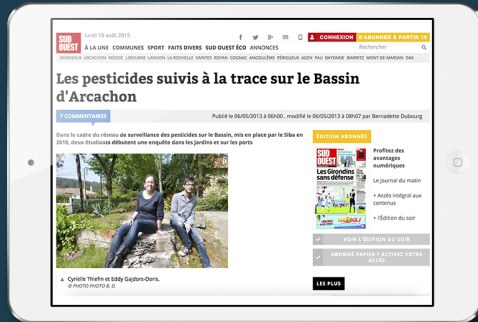 SUD OUEST
lundi 10 août 2015
CONNEXION
S'ABONNER À PARTIR 1€
À LA UNE COMMUNES SPORT FAITS DIVERS SUD OUEST ÉCO ANNONCES
Rechercher
BORDEAUX ARCACHON MÉDOC LIBOURNE LANGON LA ROCHELLE SAINTES ROYAN COGNAC ANGOULÊME PÉRIGUEUX AGEN PAU BAYONNE BIARRITZ MONT-DE-MARSAN DAX
Les pesticides suivis à la trace sur le Bassin
d'Arcachon
7 COMMENTAIRES
Publié le 06/05/2013 à 06h00 , modifié le 06/05/2013 à 08h07 par Bernadette Dubourg
Dans le cadre du réseau de surveillance des pesticides sur le Bassin, mis en place par le Siba en
2010, deux étudiants débutent une enquête dans les jardins et sur les ports
Cyrielle Thiefin et Eddy Gajdons-Doris.
© PHOTO PHOTO B. D.
ÉDITION ABONNÉS
SUD OUEST
Les Girondins
sans défense
Profitez des
avantages
numériques
Le journal du matin
+ Accès intégral aux
contenus
+ l'Édition du soir
VOIR L'ÉDITION DU SOIR
ABONNÉ PAPIER ? ACTIVEZ VOTRE
ACCÈS
LES PLUS